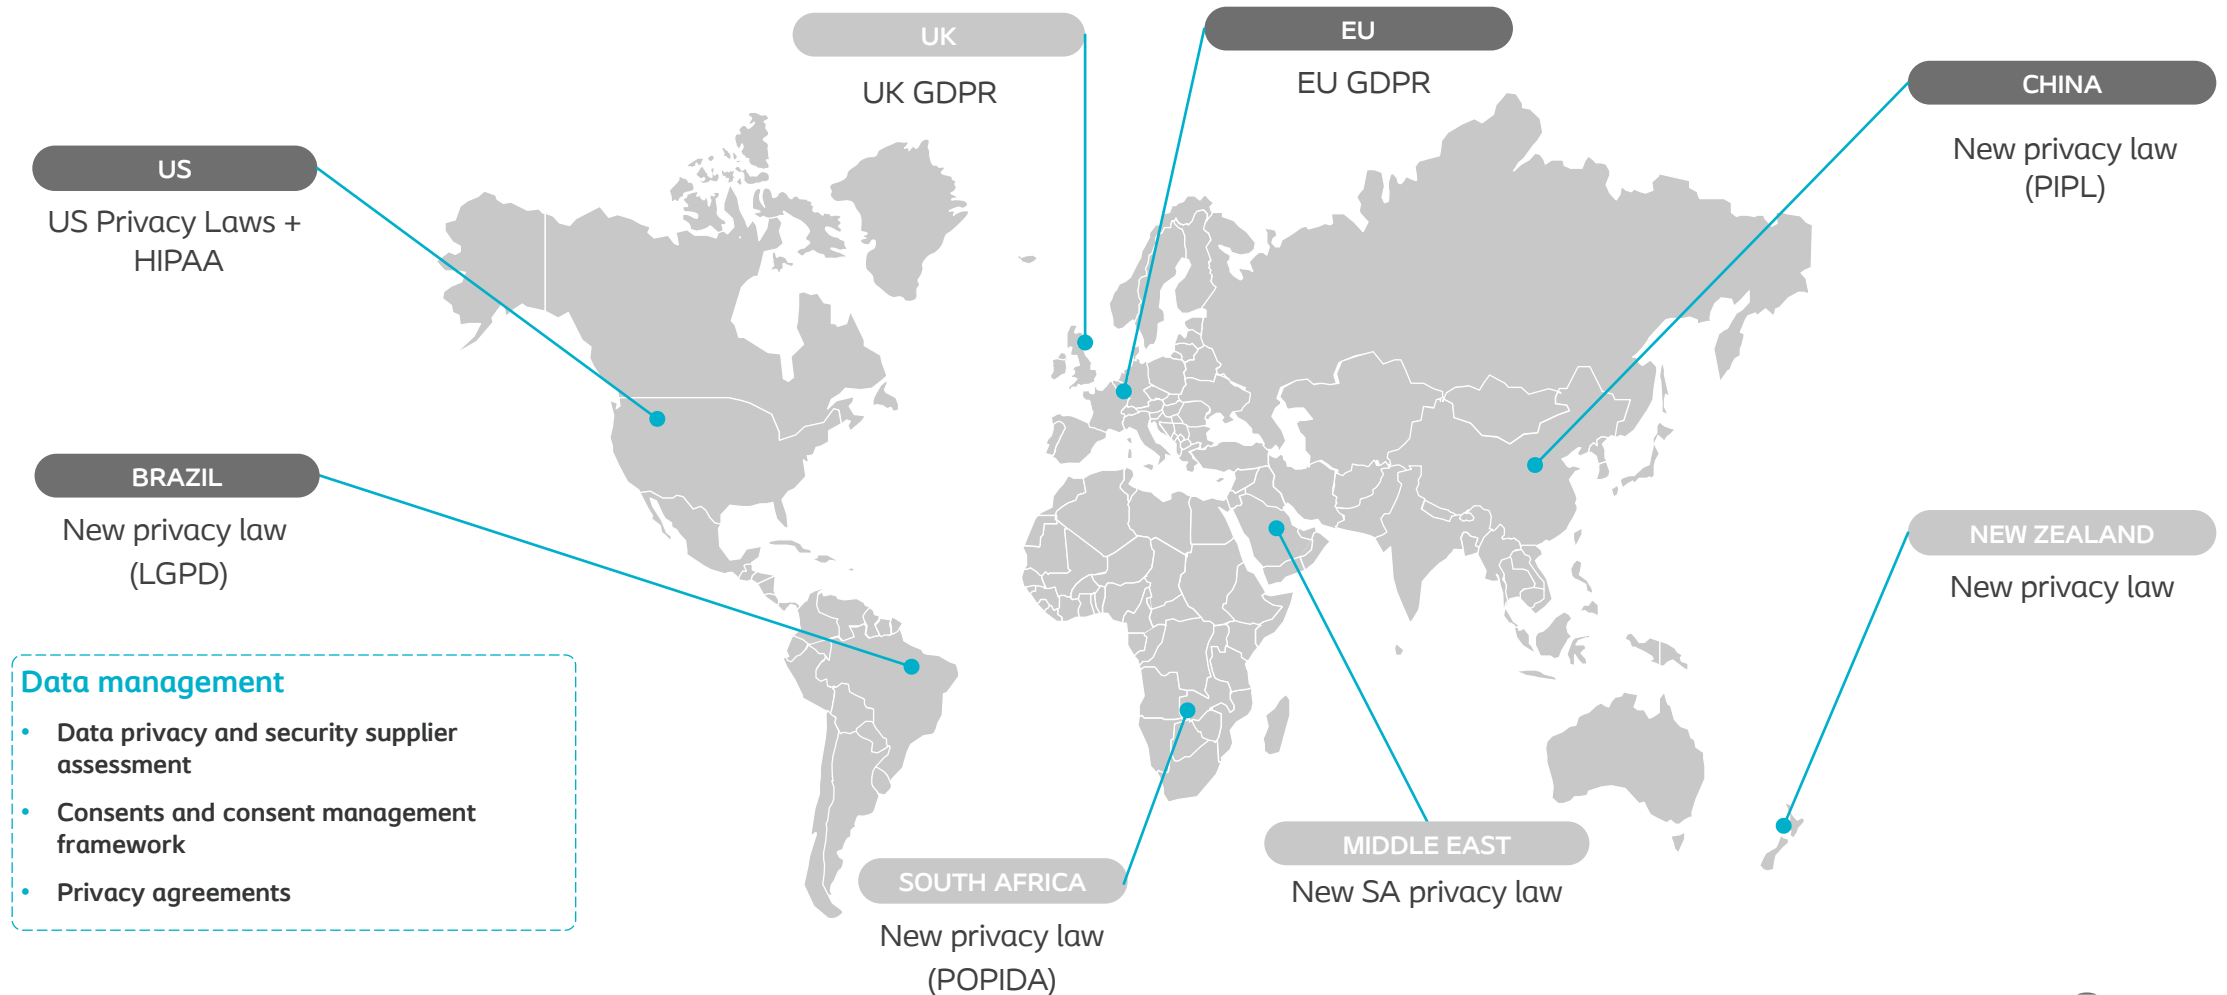 UK
UK GDPR
EU
EU GDPR
CHINA
New privacy law
(PIPL)
US
US Privacy Laws +
HIPAA
BRAZIL
New privacy law
(LGPD)
NEW ZEALAND
New privacy law
Data management
• Data privacy and security supplier
assessment
• Consents and consent management
framework
• Privacy agreements
SOUTH AFRICA
New privacy law
(POPIDA)
MIDDLE EAST
New SA privacy law